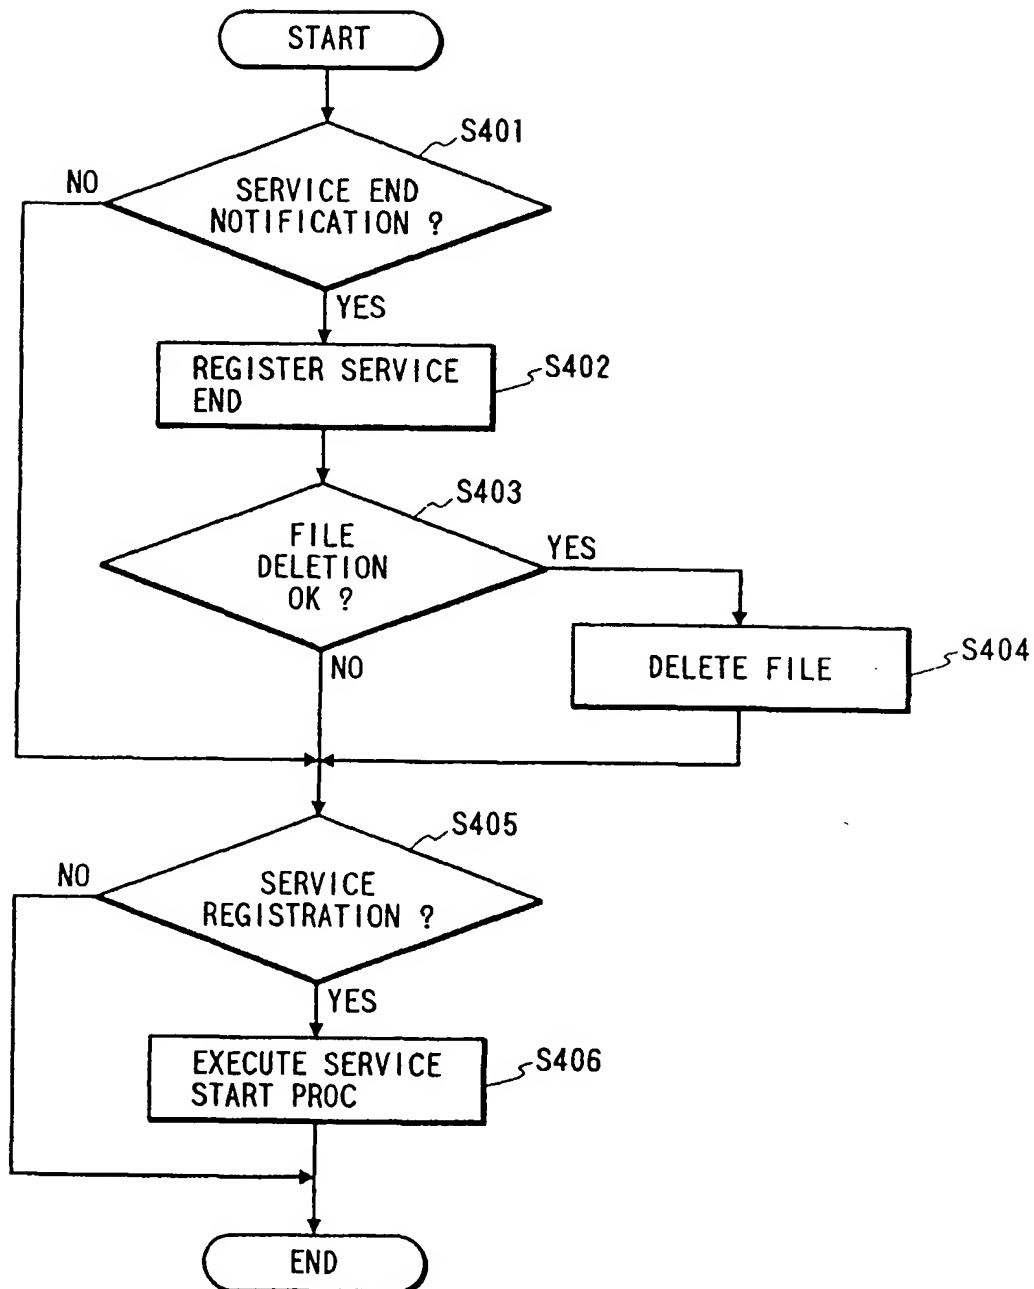 START
S401
NO
SERVICE END
NOTIFICATION ?
YES
REGISTER SERVICE
END
S402
S403
FILE
DELETION
OK ?
YES
NO
DELETE FILE
S404
S405
NO
SERVICE
REGISTRATION ?
YES
EXECUTE SERVICE
START PROC
S406
END